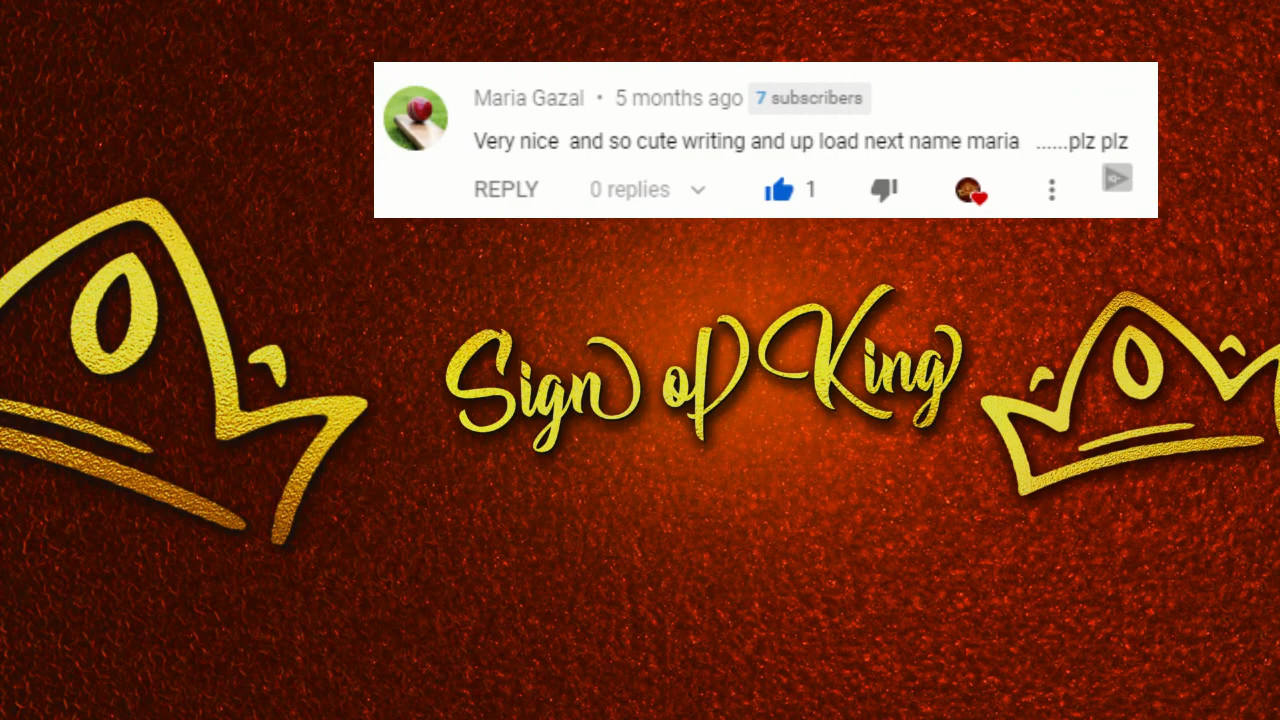 Maria Gazal • 5 months ago 7 subscribers
Very nice and so cute writing and up load next name maria ......plz plz
REPLY 0 replies 1
Sign of King